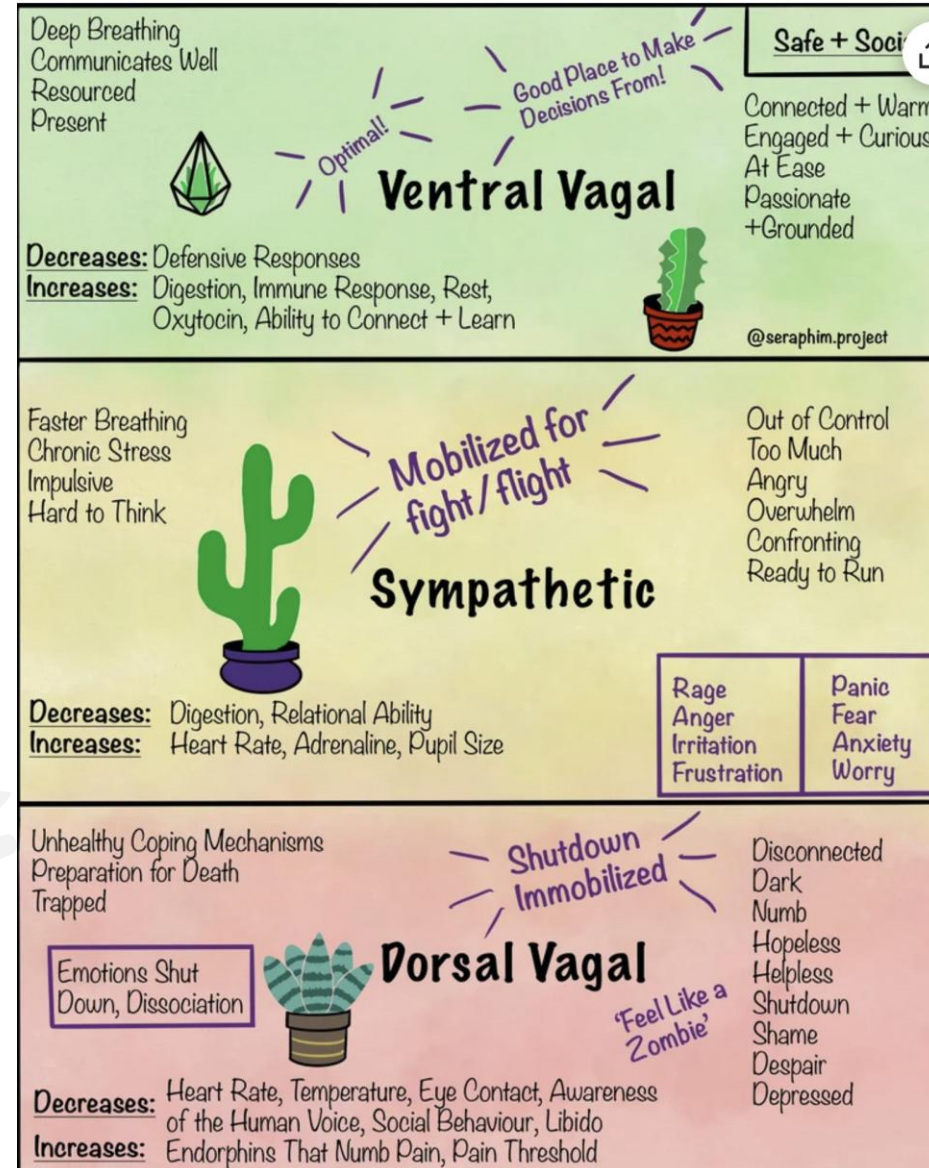 Deep Breathing
Communicates Well
Resourced
Present
Optimal!
Good Place to Make
Decisions From!
Safe +
Connected + Warm
Engaged + Curious
At Ease
Passionate
+Grounded
Ventral Vagal
Decreases: Defensive Responses
Increases: Digestion, Immune Response, Rest,
Oxytocin, Ability to Connect + Learn
@seraphim.project
Faster Breathing
Chronic Stress
Impulsive
Hard to Think
Mobilized for
fight/flight
Out of Control
Too Much
Angry
Overwhelm
Confronting
Ready to Run
Sympathetic
Decreases: Digestion, Relational Ability
Increases: Heart Rate, Adrenaline, Pupil Size
Rage
Anger
Irritation
Frustration
Panic
Fear
Anxiety
Worry
Unhealthy Coping Mechanisms
Preparation for Death
Trapped
Shutdown
Immobilized
Disconnected
Dark
Numb
Hopeless
Helpless
Shutdown
Shame
Despair
Depressed
Emotions Shut
Down, Dissociation
Dorsal Vagal
'Feel Like a
Zombie'
Decreases: Heart Rate, Temperature, Eye Contact, Awareness
of the Human Voice, Social Behaviour, Libido
Increases: Endorphins That Numb Pain, Pain Threshold